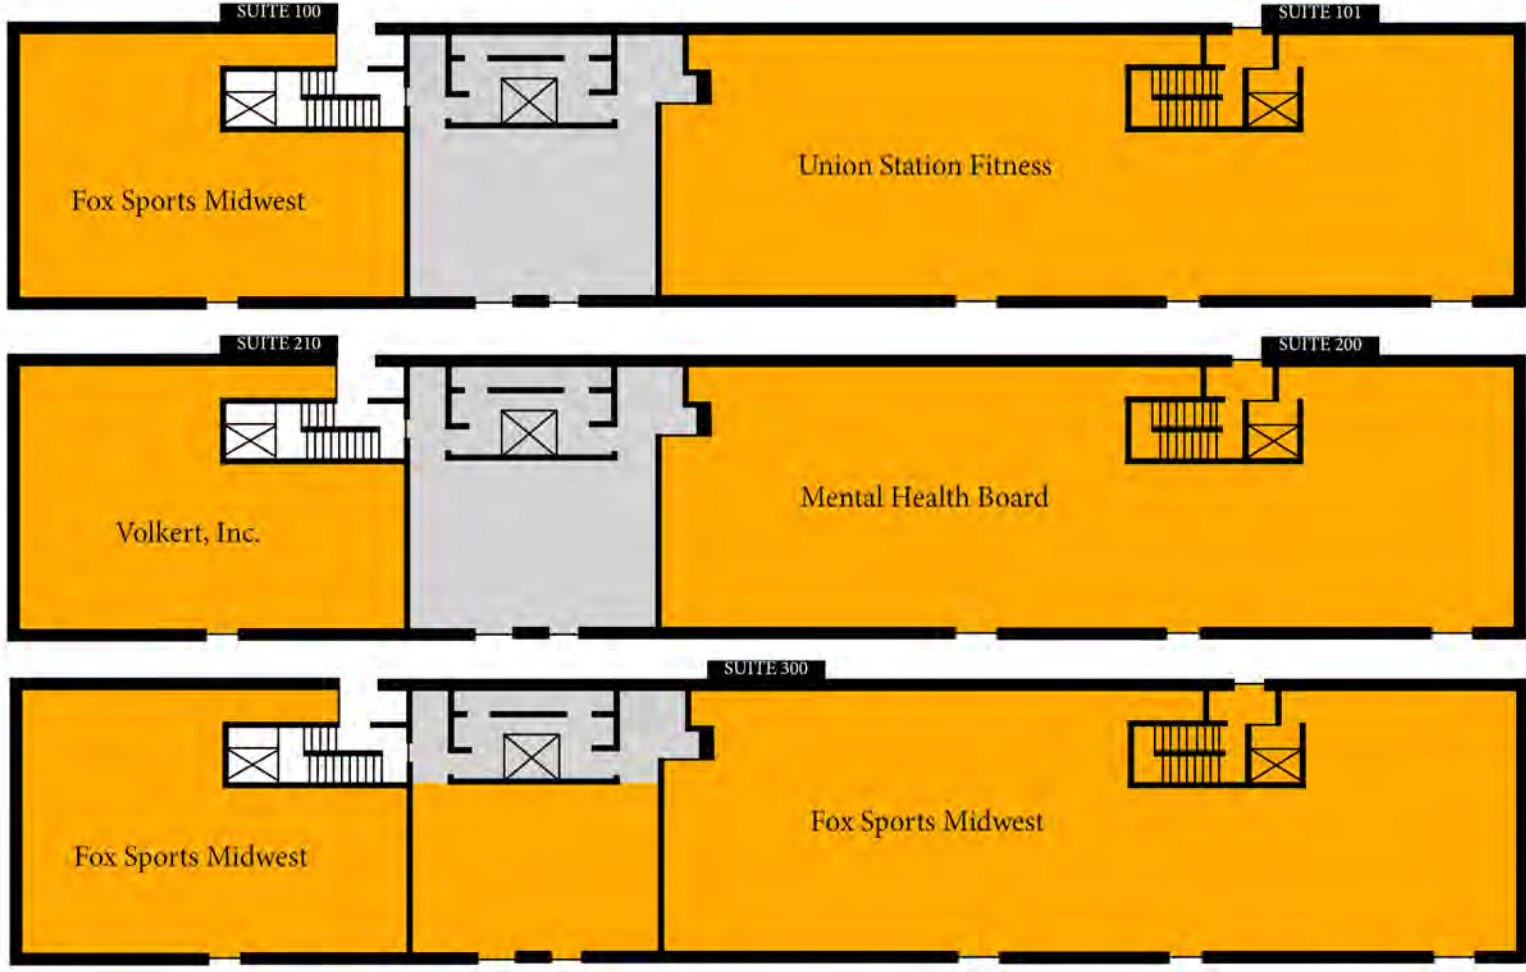 SUITE 100
SUITE 101
Fox Sports Midwest
Union Station Fitness
SUITE 210
SUITE 200
Volkert, Inc.
Mental Health Board
SUITE 300
Fox Sports Midwest
Fox Sports Midwest